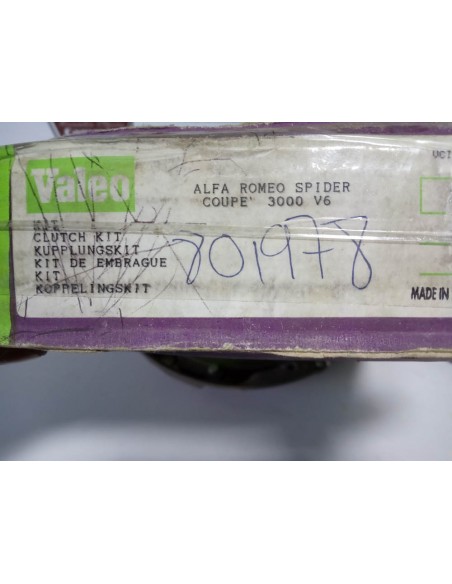 Valeo
ALFA ROMEO SPIDER
COUPE' 3000 V6
KIT
CLUTCH KIT
KUPPLUNGSKIT
KIT DE EMBRAGUE
KIT
KOPPELINGSKIT
801978
MADE IN